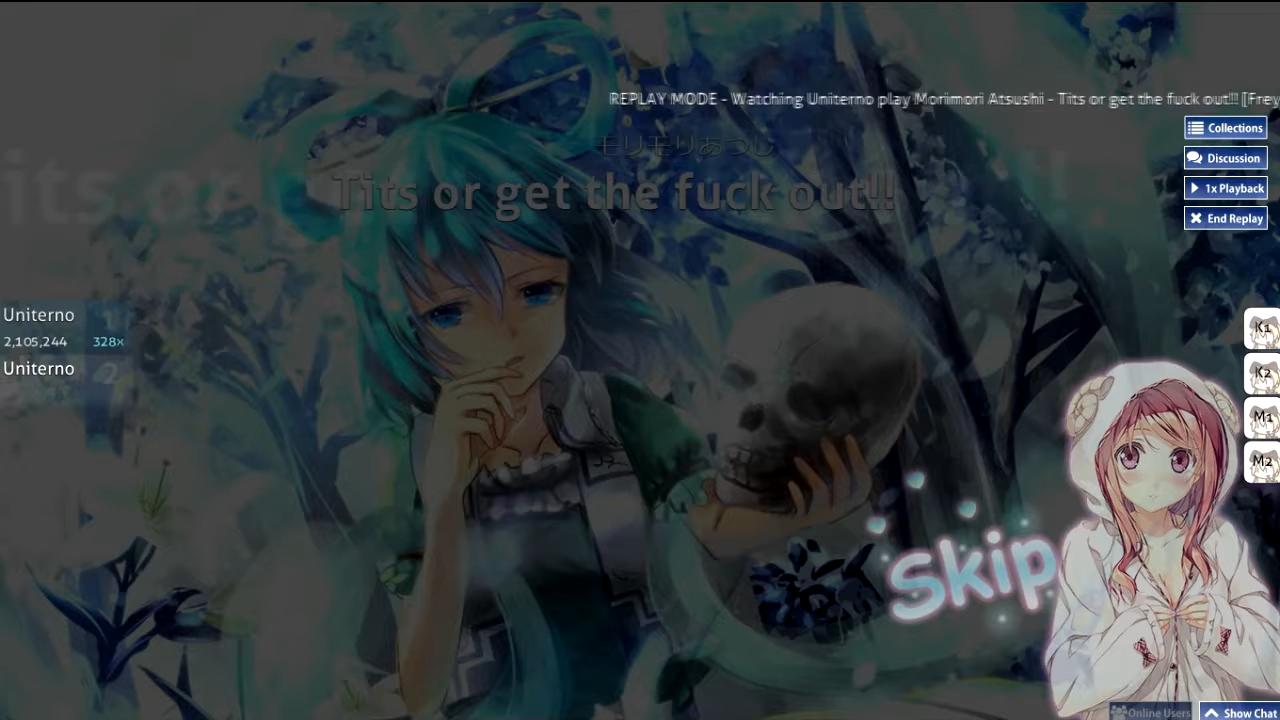 REPLAY MODE - Watching Uniterno play Morimori Atsushi - Tits or get the fuck out!! [Frey
Collections
モリモリあつし
Discussion
its or
Tits or get the fuck out!!
1x Playback
End Replay
Uniterno 1
2,105,244 328x
Uniterno 2
K1
K2
M1
M2
Skip
Online Users
Show Chat